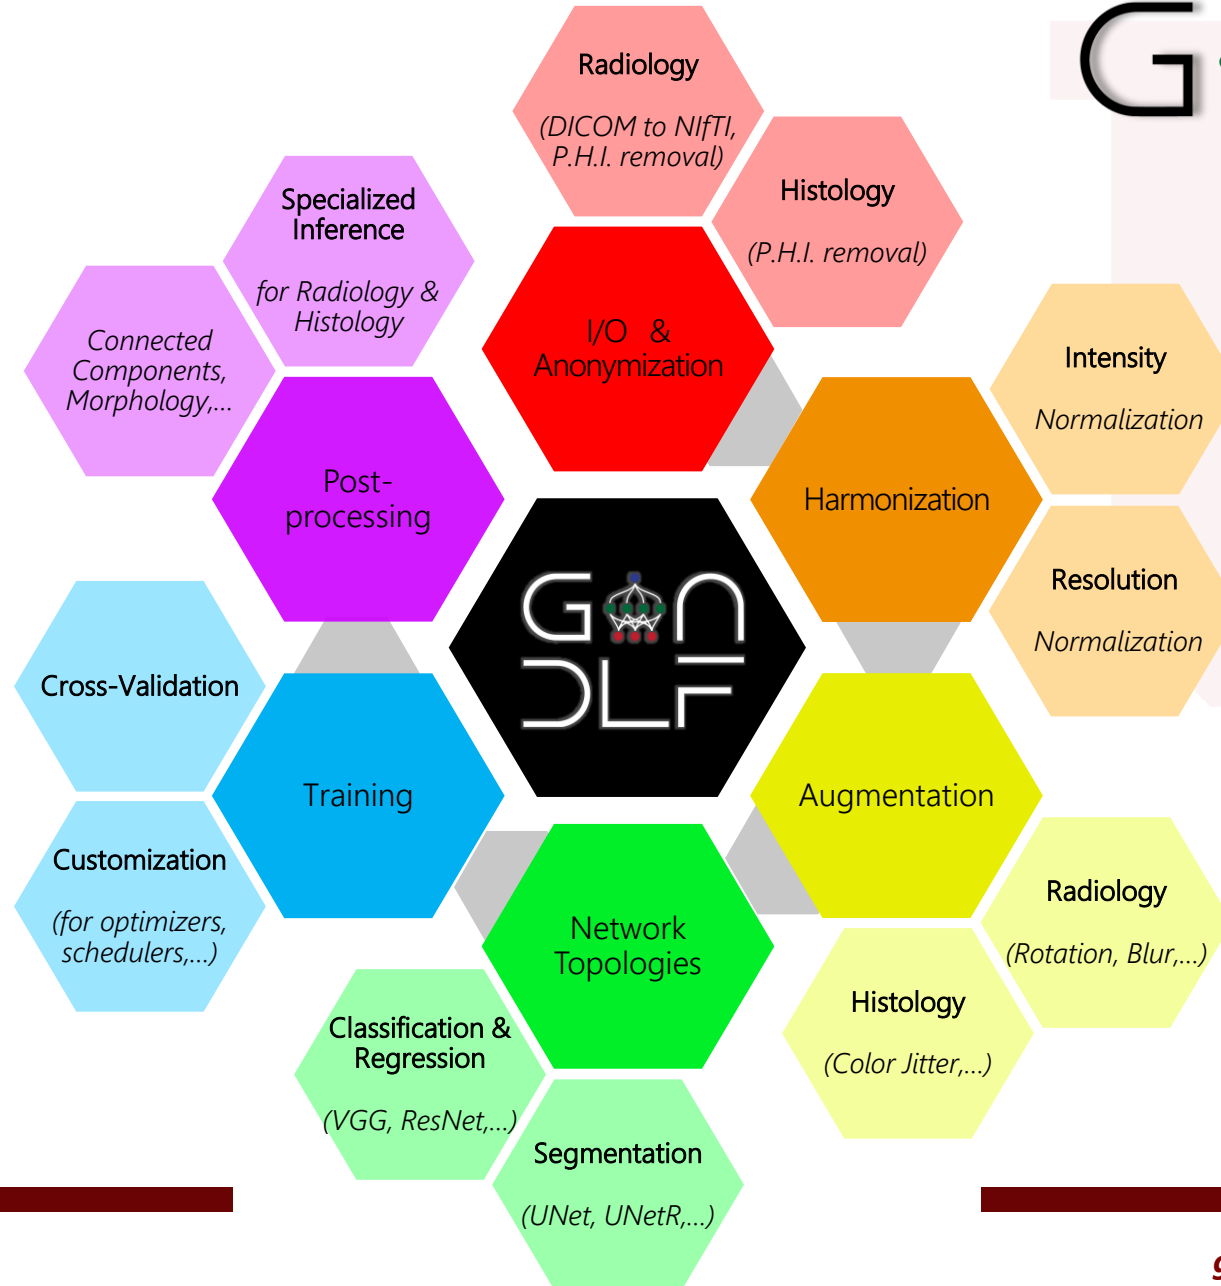 G
Radiology
(DICOM to NIfTI,
P.H.I. removal)
Histology
(P.H.I. removal)
I/O & 
Anonymization
Intensity
Normalization
Harmonization
Resolution
Normalization
Augmentation
Radiology
(Rotation, Blur,...)
Histology
(Color Jitter,...)
Network
Topologies
Segmentation
(UNet, UNetR,...)
Classification &
Regression
(VGG, ResNet,...)
Training
Customization
(for optimizers,
schedulers,...)
Cross-Validation
Post-
processing
Connected
Components,
Morphology,...
Specialized
Inference
for Radiology &
Histology
GaN
DLF